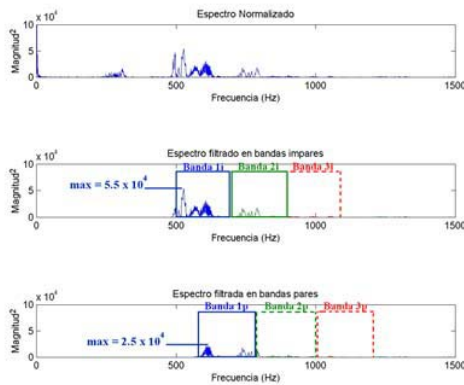 Espectro Normalizado
x 10⁴
10
5
0
Magnitud²
0 500 1000 1500
Frecuencia (Hz)
Espectro filtrado en bandas impares
x 10⁴
10
5
0
Magnitud²
Banda 1i Banda 2i Banda 3i
max = 5.5 x 10⁴
0 500 1000 1500
Frecuencia (Hz)
Espectro filtrada en bandas pares
x 10⁴
10
5
0
Magnitud²
Banda 1p Banda 2p Banda 3p
max = 2.5 x 10⁴
0 500 1000 1500
Frecuencia (Hz)